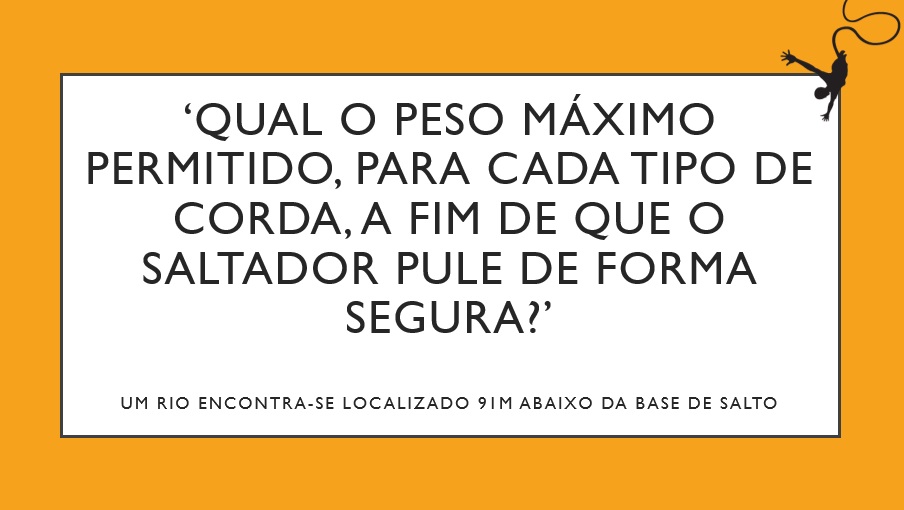 ‘QUAL O PESO MÁXIMO
PERMITIDO, PARA CADA TIPO DE
CORDA, A FIM DE QUE O
SALTADOR PULE DE FORMA
SEGURA?’
UM RIO ENCONTRA-SE LOCALIZADO 91M ABAIXO DA BASE DE SALTO